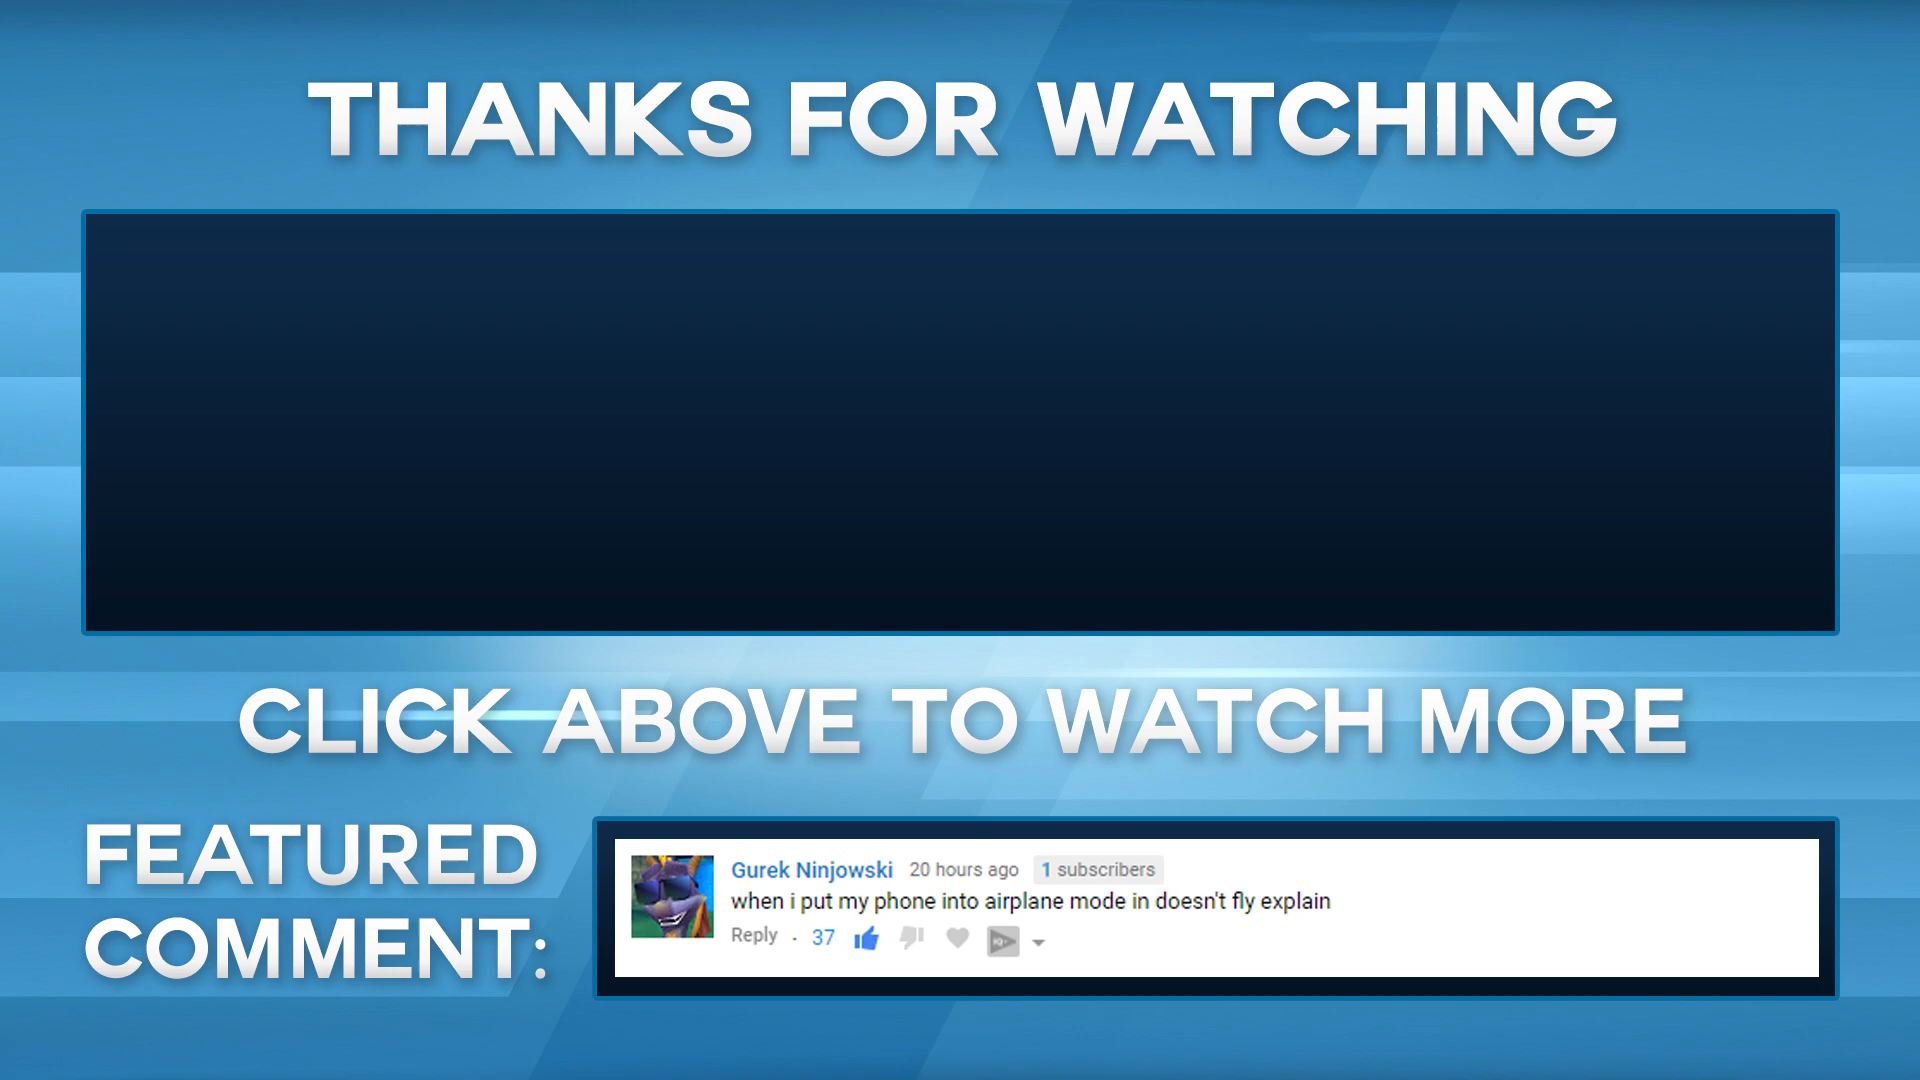 THANKS FOR WATCHING
CLICK ABOVE TO WATCH MORE
FEATURED
COMMENT:
Gurek Ninjowski 20 hours ago 1 subscribers
when i put my phone into airplane mode in doesn't fly explain
Reply · 37